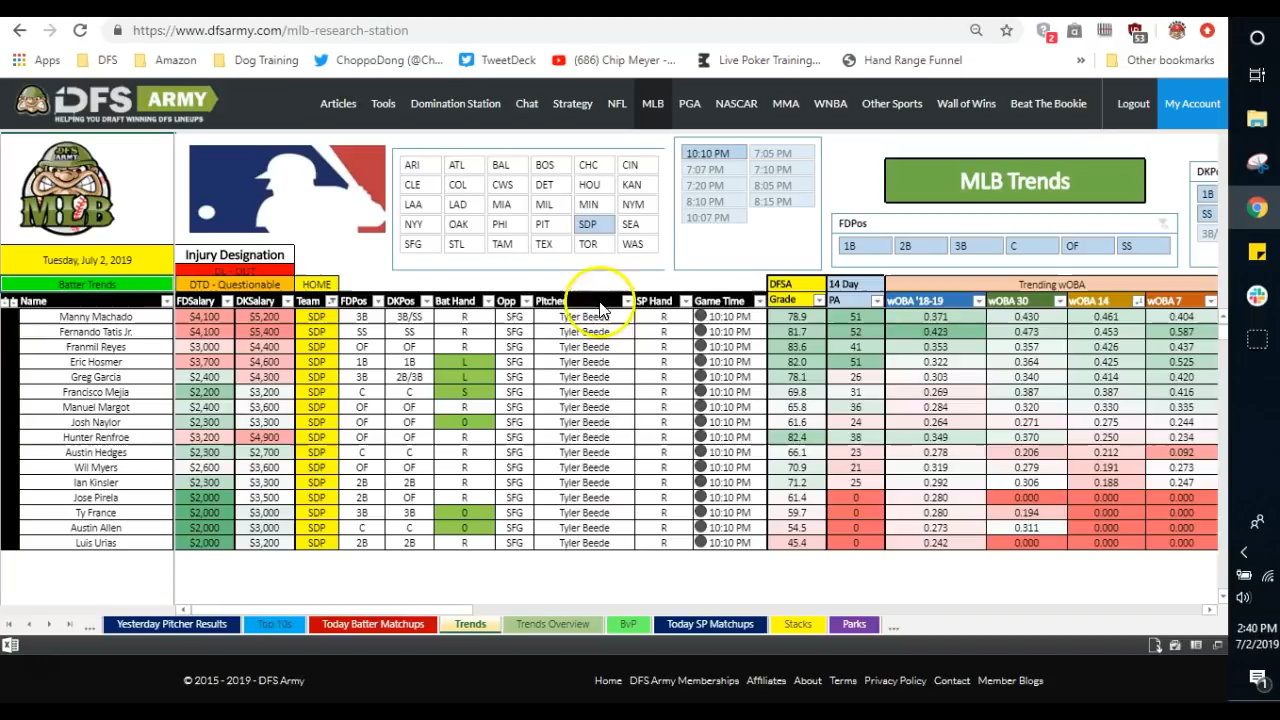 https://www.dfsarmy.com/mlb-research-station
2
53
Apps DFS Amazon Dog Training ChoppoDong (@Ch... TweetDeck (686) Chip Meyer -... Live Poker Training... Hand Range Funnel » Other bookmarks
DFS ARMY
HELPING YOU DRAFT WINNING DFS LINEUPS
Articles Tools Domination Station Chat Strategy NFL MLB PGA NASCAR MMA WNBA Other Sports Wall of Wins Beat The Bookie Logout My Account
MLB
ARI ATL BAL BOS CHC CIN
CLE COL CWS DET HOU KAN
LAA LAD MIA MIL MIN NYM
NYY OAK PHI PIT SDP SEA
SFG STL TAM TEX TOR WAS
10:10 PM 7:05 PM
7:07 PM 7:10 PM
7:20 PM 8:05 PM
8:10 PM 8:15 PM
10:07 PM
MLB Trends
FDPos
1B 2B 3B C OF SS
DKPo
1B
SS
3B/
Tuesday, July 2, 2019
Injury Designation
DL - OUT
Batter Trends DTD - Questionable HOME DFSA 14 Day Trending wOBA
Name FDSalary DKSalary Team FDPos DKPos Bat Hand Opp Pitcher SP Hand Game Time Grade PA wOBA '18-19 wOBA 30 wOBA 14 wOBA 7
Manny Machado $4,100 $5,200 SDP 3B 3B/SS R SFG Tyler Beede R 10:10 PM 78.9 51 0.371 0.430 0.461 0.404
Fernando Tatis Jr. $4,100 $5,400 SDP SS SS R SFG Tyler Beede R 10:10 PM 81.7 52 0.423 0.473 0.453 0.587
Franmil Reyes $3,000 $4,400 SDP OF OF R SFG Tyler Beede R 10:10 PM 83.6 41 0.353 0.357 0.426 0.437
Eric Hosmer $3,700 $4,600 SDP 1B 1B L SFG Tyler Beede R 10:10 PM 82.0 51 0.322 0.364 0.425 0.525
Greg Garcia $2,400 $4,300 SDP 3B 2B/3B L SFG Tyler Beede R 10:10 PM 78.1 26 0.303 0.340 0.414 0.420
Francisco Mejia $2,200 $3,200 SDP C C S SFG Tyler Beede R 10:10 PM 69.8 31 0.269 0.387 0.387 0.416
Manuel Margot $2,400 $3,600 SDP OF OF R SFG Tyler Beede R 10:10 PM 65.8 36 0.284 0.320 0.330 0.335
Josh Naylor $2,300 $3,300 SDP OF OF 0 SFG Tyler Beede R 10:10 PM 61.6 24 0.264 0.271 0.275 0.244
Hunter Renfroe $3,200 $4,900 SDP OF OF R SFG Tyler Beede R 10:10 PM 82.4 38 0.349 0.370 0.250 0.234
Austin Hedges $2,300 $2,700 SDP C C R SFG Tyler Beede R 10:10 PM 66.1 23 0.278 0.206 0.212 0.092
Wil Myers $2,600 $3,500 SDP OF OF R SFG Tyler Beede R 10:10 PM 70.9 21 0.319 0.279 0.191 0.273
Ian Kinsler $2,300 $3,500 SDP 2B 2B R SFG Tyler Beede R 10:10 PM 71.2 25 0.292 0.306 0.188 0.247
Jose Pirela $2,000 $3,500 SDP 2B OF R SFG Tyler Beede R 10:10 PM 61.4 0 0.280 0.000 0.000 0.000
Ty France $2,000 $3,000 SDP 3B 2B 0 SFG Tyler Beede R 10:10 PM 59.7 0 0.280 0.194 0.000 0.000
Austin Allen $2,000 $3,000 SDP C C 0 SFG Tyler Beede R 10:10 PM 54.5 0 0.273 0.311 0.000 0.000
Luis Urias $2,000 $3,200 SDP 2B 2B R SFG Tyler Beede R 10:10 PM 45.4 0 0.242 0.000 0.000 0.000
... Yesterday Pitcher Results Top 10s Today Batter Matchups Trends Trends Overview BvP Today SP Matchups Stacks Parks ...
© 2015 - 2019 - DFS Army Home DFS Army Memberships Affiliates About Terms Privacy Policy Contact Member Blogs
2:40 PM
7/2/2019
1